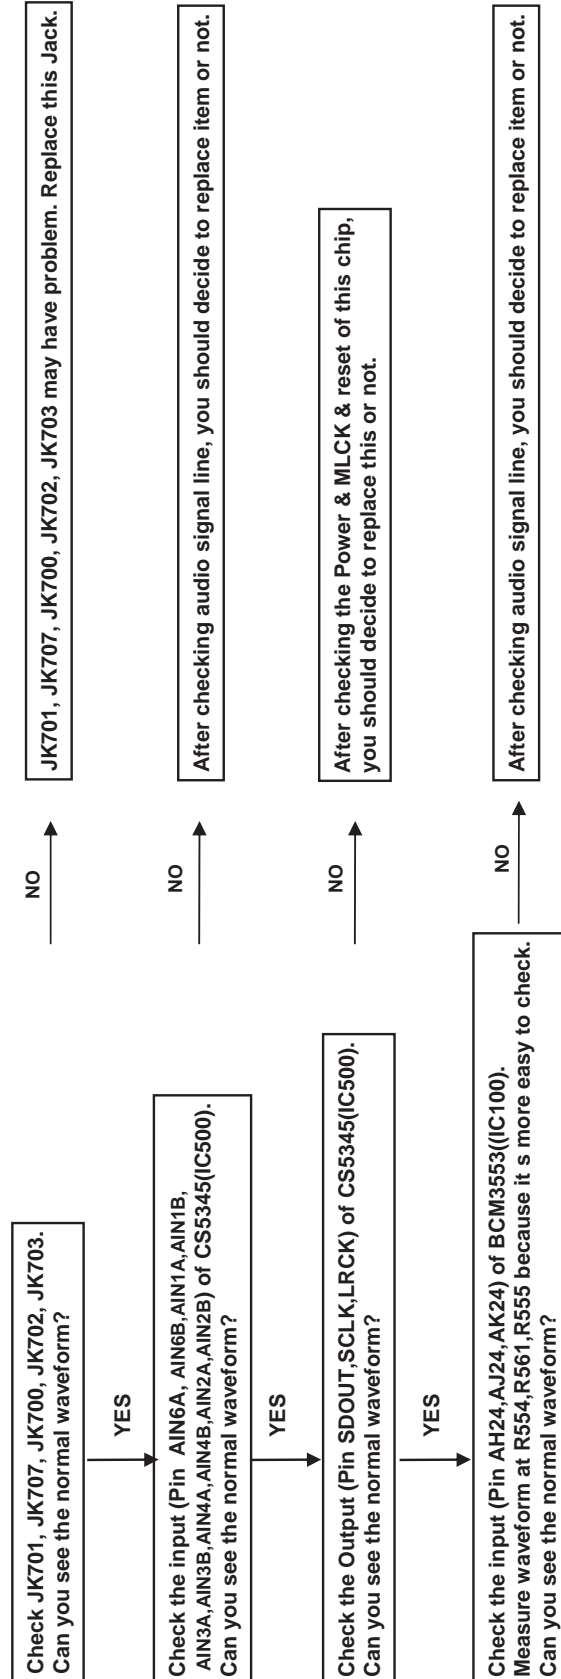 Check JK701, JK707, JK700, JK702, JK703.
Can you see the normal waveform?
NO
JK701, JK707, JK700, JK702, JK703 may have problem. Replace this Jack.
YES
Check the input (Pin AIN6A, AIN6B,AIN1A,AIN1B,
AIN3A,AIN3B,AIN4A,AIN4B,AIN2A,AIN2B) of CS5345(IC500).
Can you see the normal waveform?
NO
After checking audio signal line, you should decide to replace item or not.
YES
Check the Output (Pin SDOUT,SCLK,LRCK) of CS5345(IC500).
Can you see the normal waveform?
NO
After checking the Power & MLCK & reset of this chip,
you should decide to replace this or not.
YES
Check the input (Pin AH24,AJ24,AK24) of BCM3553((IC100).
Measure waveform at R554,R561,R555 because it s more easy to check.
Can you see the normal waveform?
NO
After checking audio signal line, you should decide to replace item or not.